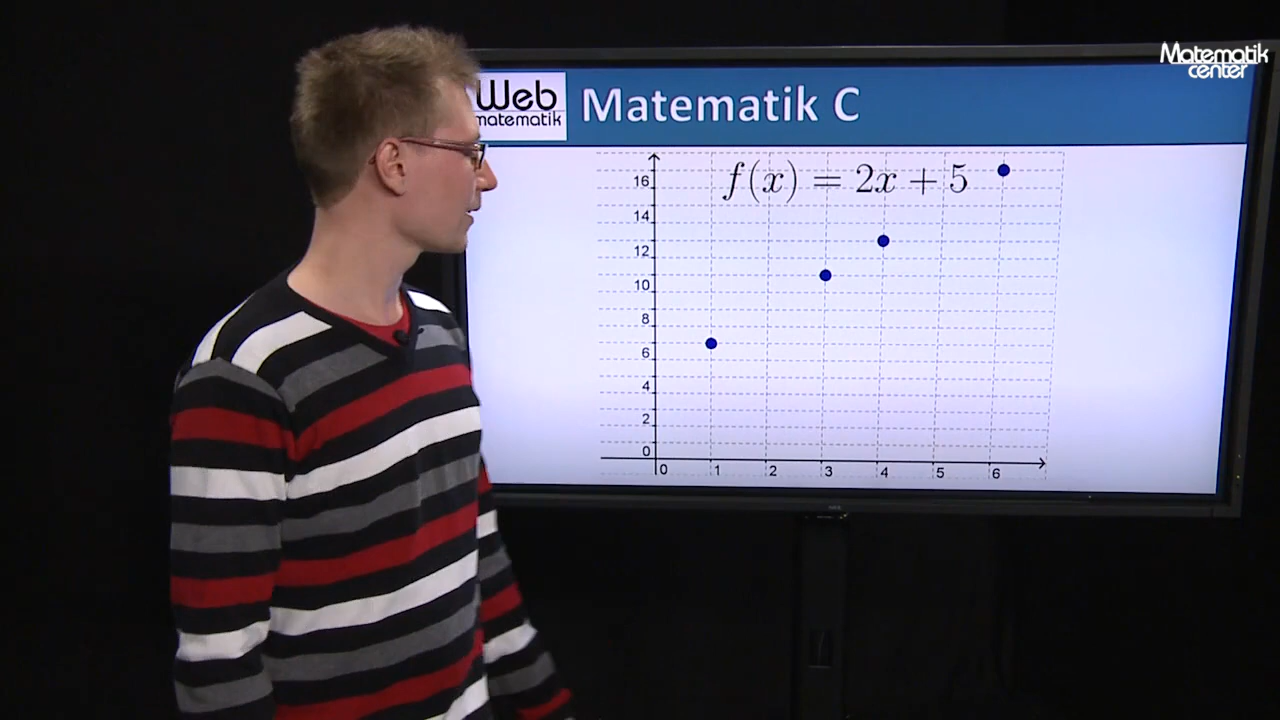 Matematik
center
Web
matematik
Matematik C
f(x) = 2x + 5
16
14
12
10
8
6
4
2
0
0 1 2 3 4 5 6